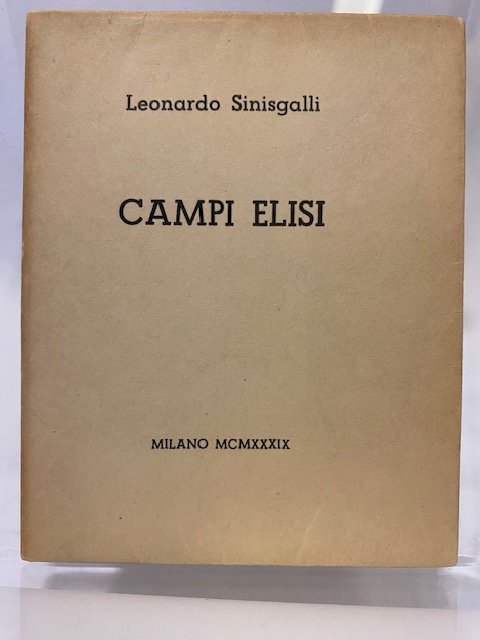 Leonardo Sinisgalli
CAMPI ELISI
MILANO MCMXXXIX